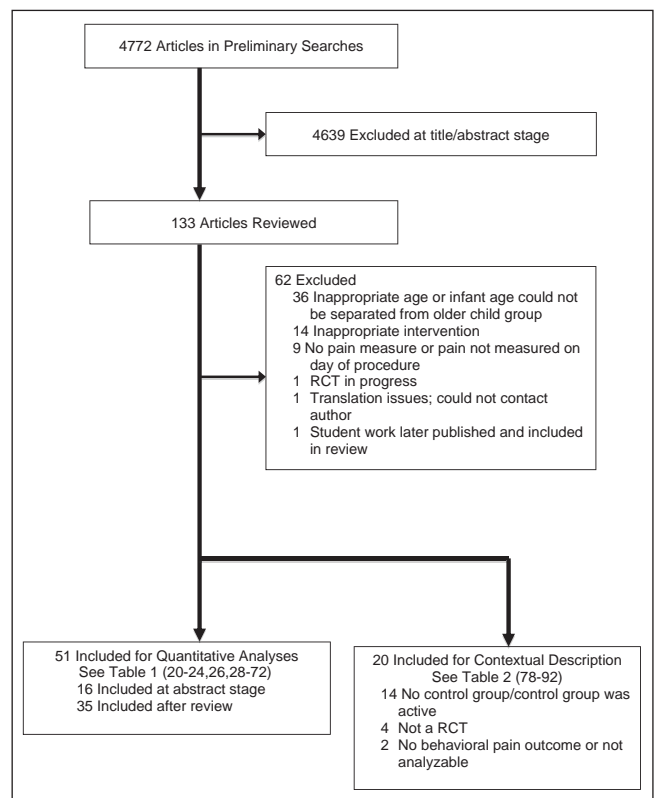 4772 Articles in Preliminary Searches
4639 Excluded at title/abstract stage
133 Articles Reviewed
62 Excluded
36 Inappropriate age or infant age could not
be separated from older child group
14 Inappropriate intervention
9 No pain measure or pain not measured on
day of procedure
1 RCT in progress
1 Translation issues; could not contact
author
1 Student work later published and included
in review
51 Included for Quantitative Analyses
See Table 1 (20-24,26,28-72)
16 Included at abstract stage
35 Included after review
20 Included for Contextual Description
See Table 2 (78-92)
14 No control group/control group was
active
4 Not a RCT
2 No behavioral pain outcome or not
analyzable